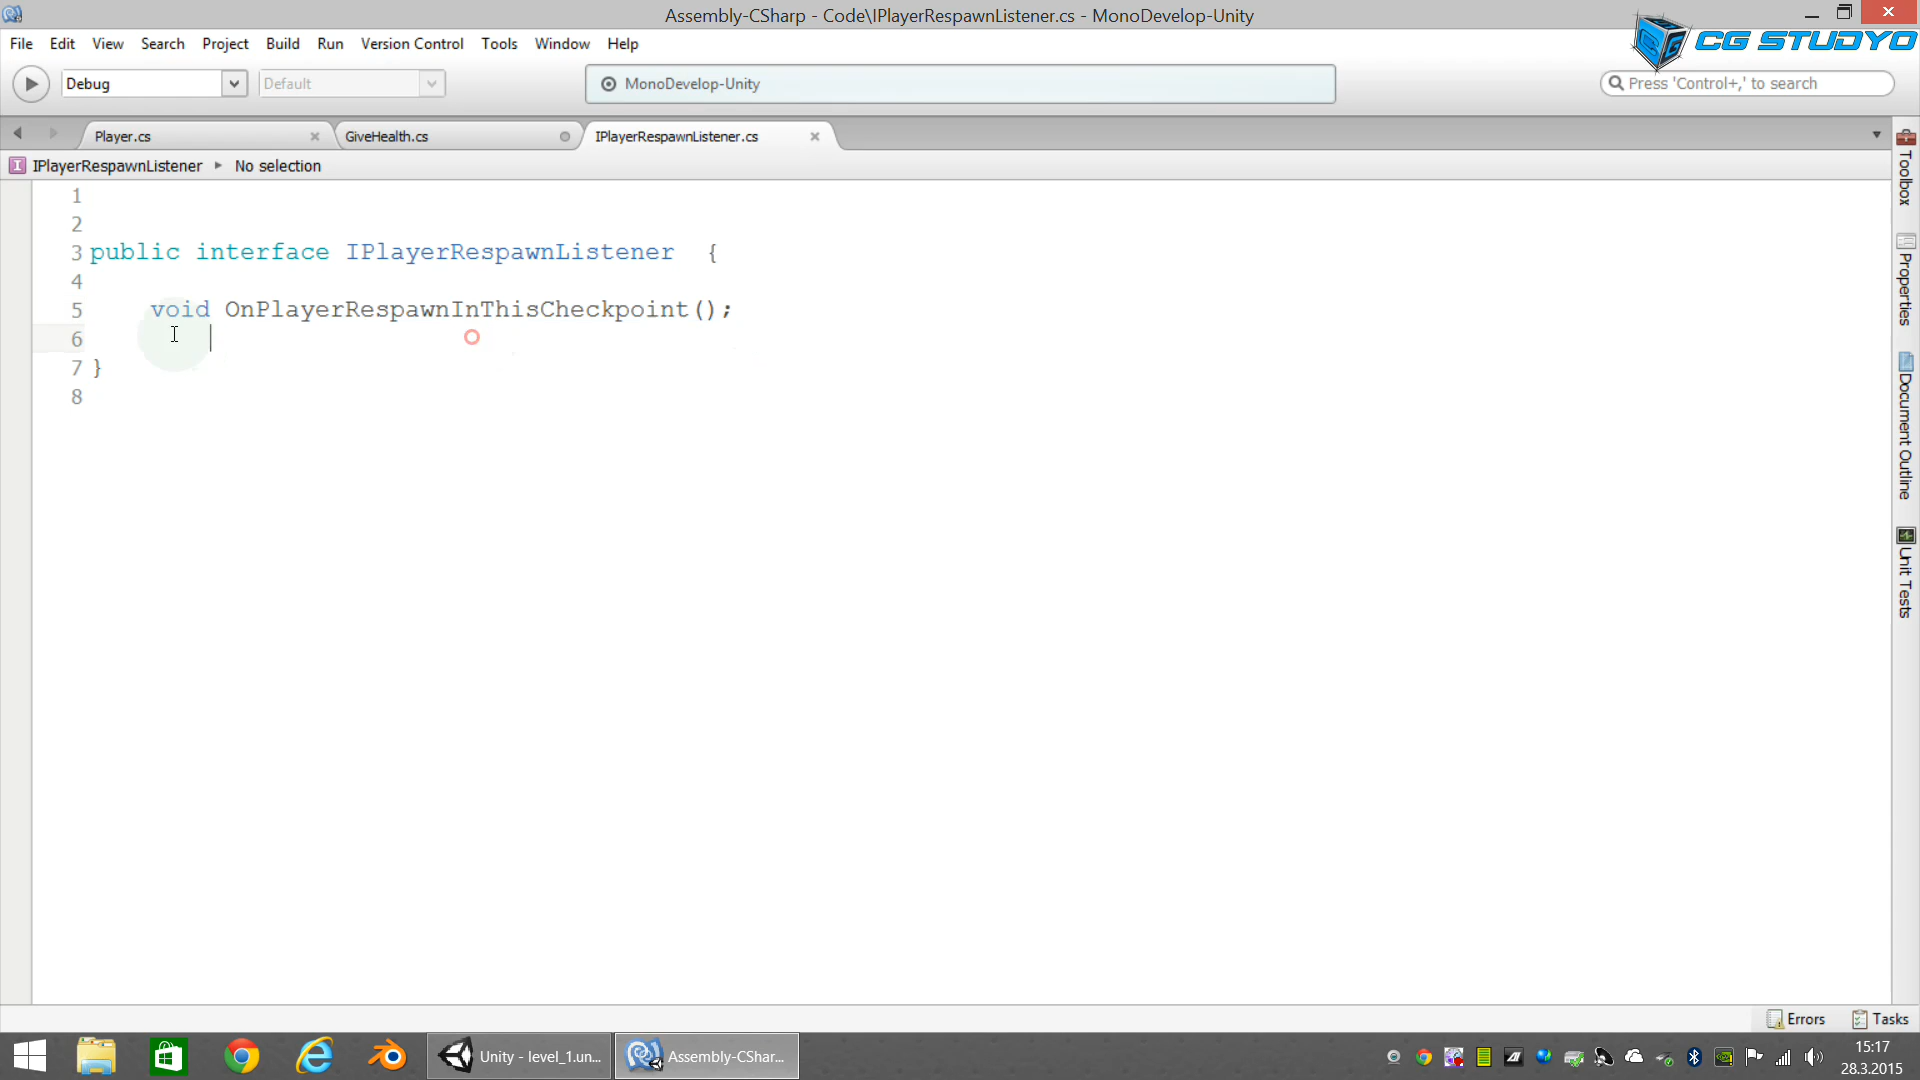 Assembly-CSharp - Code\IPlayerRespawnListener.cs - MonoDevelop-Unity
CG STUDYO
File Edit View Search Project Build Run Version Control Tools Window Help
Debug Default MonoDevelop-Unity Press 'Control+,' to search
Player.cs GiveHealth.cs IPlayerRespawnListener.cs
IPlayerRespawnListener No selection
1
2
3 public interface IPlayerRespawnListener {
4
5 void OnPlayerRespawnInThisCheckpoint();
6
7 }
8
Toolbox
Properties
Document Outline
Unit Tests
Errors Tasks
Unity - level_1.un... Assembly-CShar... 15:17
28.3.2015